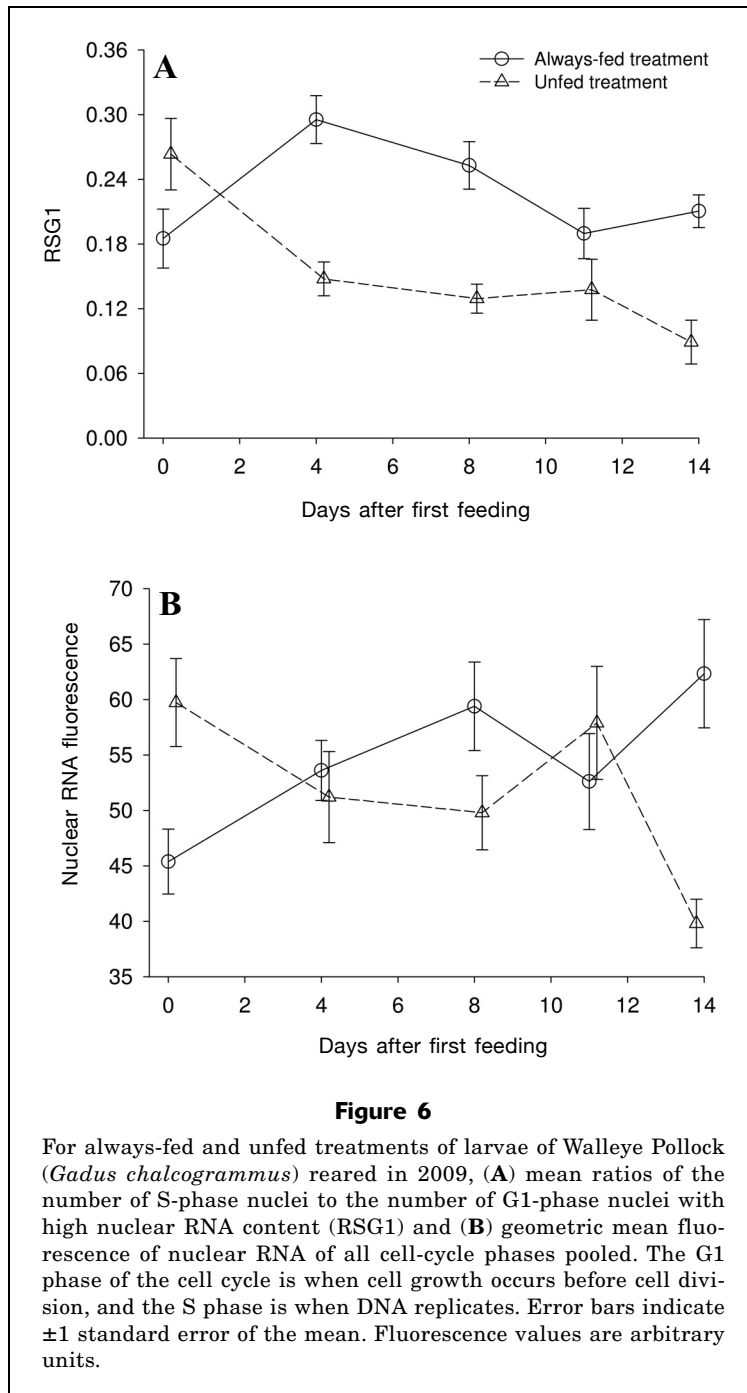 0.36
A
Always-fed treatment
Unfed treatment
0.30
0.24
RSG1
0.18
0.12
0.06
0.00
0 2 4 6 8 10 12 14
Days after first feeding
70
B
65
60
55
Nuclear RNA fluorescence
50
45
40
35
0 2 4 6 8 10 12 14
Days after first feeding
Figure 6
For always-fed and unfed treatments of larvae of Walleye Pollock
(Gadus chalcogrammus) reared in 2009, (A) mean ratios of the
number of S-phase nuclei to the number of G1-phase nuclei with
high nuclear RNA content (RSG1) and (B) geometric mean fluo-
rescence of nuclear RNA of all cell-cycle phases pooled. The G1
phase of the cell cycle is when cell growth occurs before cell divi-
sion, and the S phase is when DNA replicates. Error bars indicate
±1 standard error of the mean. Fluorescence values are arbitrary
units.